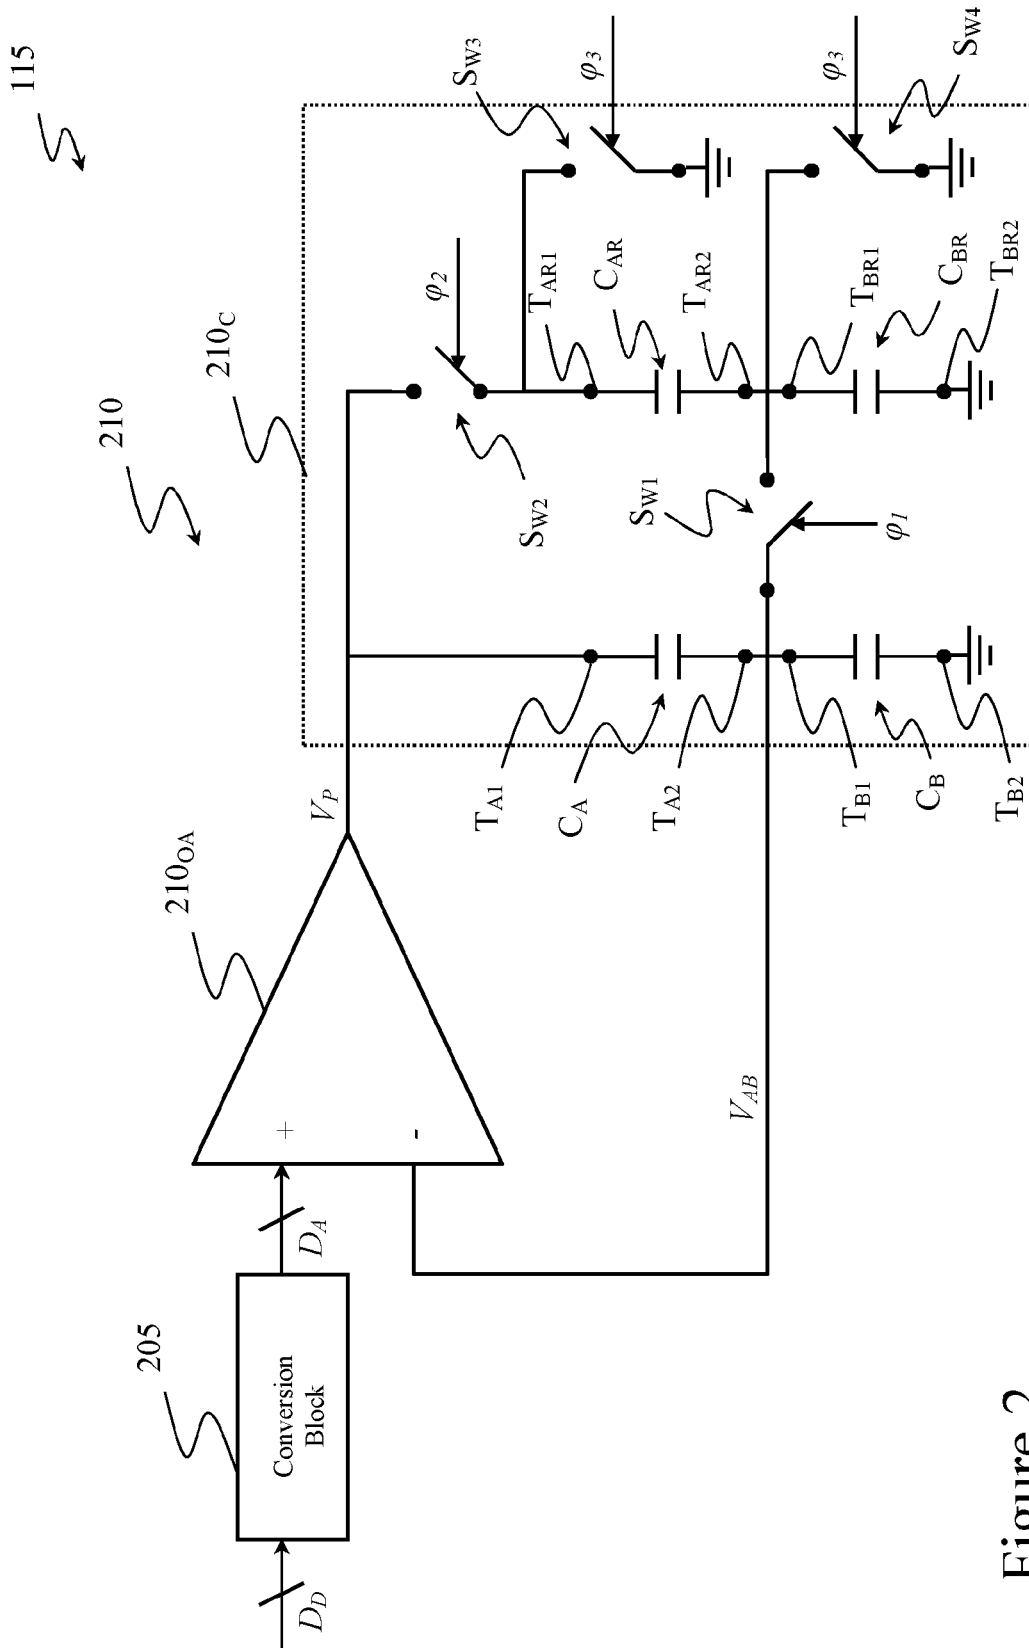 115
210
210C
210OA
205
Conversion
Block
DD
DA
+
-
VP
VAB
SW3
φ3
SW4
φ3
φ2
SW2
SW1
φ1
TAR1
CAR
TAR2
TBR1
CBR
TBR2
TA1
CA
TA2
TB1
CB
TB2
Figure 2